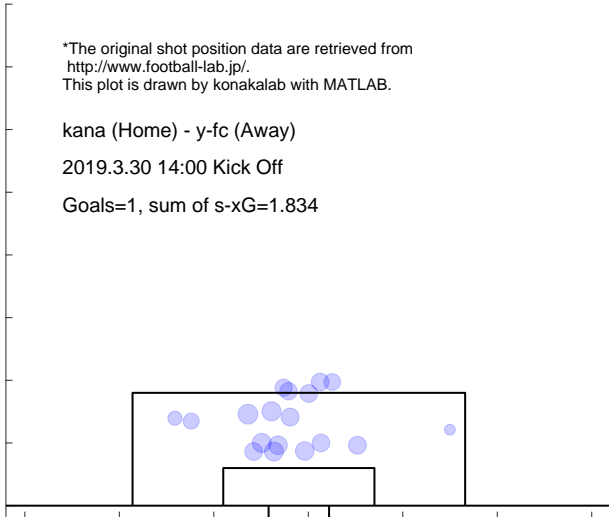 *The original shot position data are retrieved from
http://www.football-lab.jp/.
This plot is drawn by konakalab with MATLAB.
kana (Home) - y-fc (Away)
2019.3.30 14:00 Kick Off
Goals=1, sum of s-xG=1.834